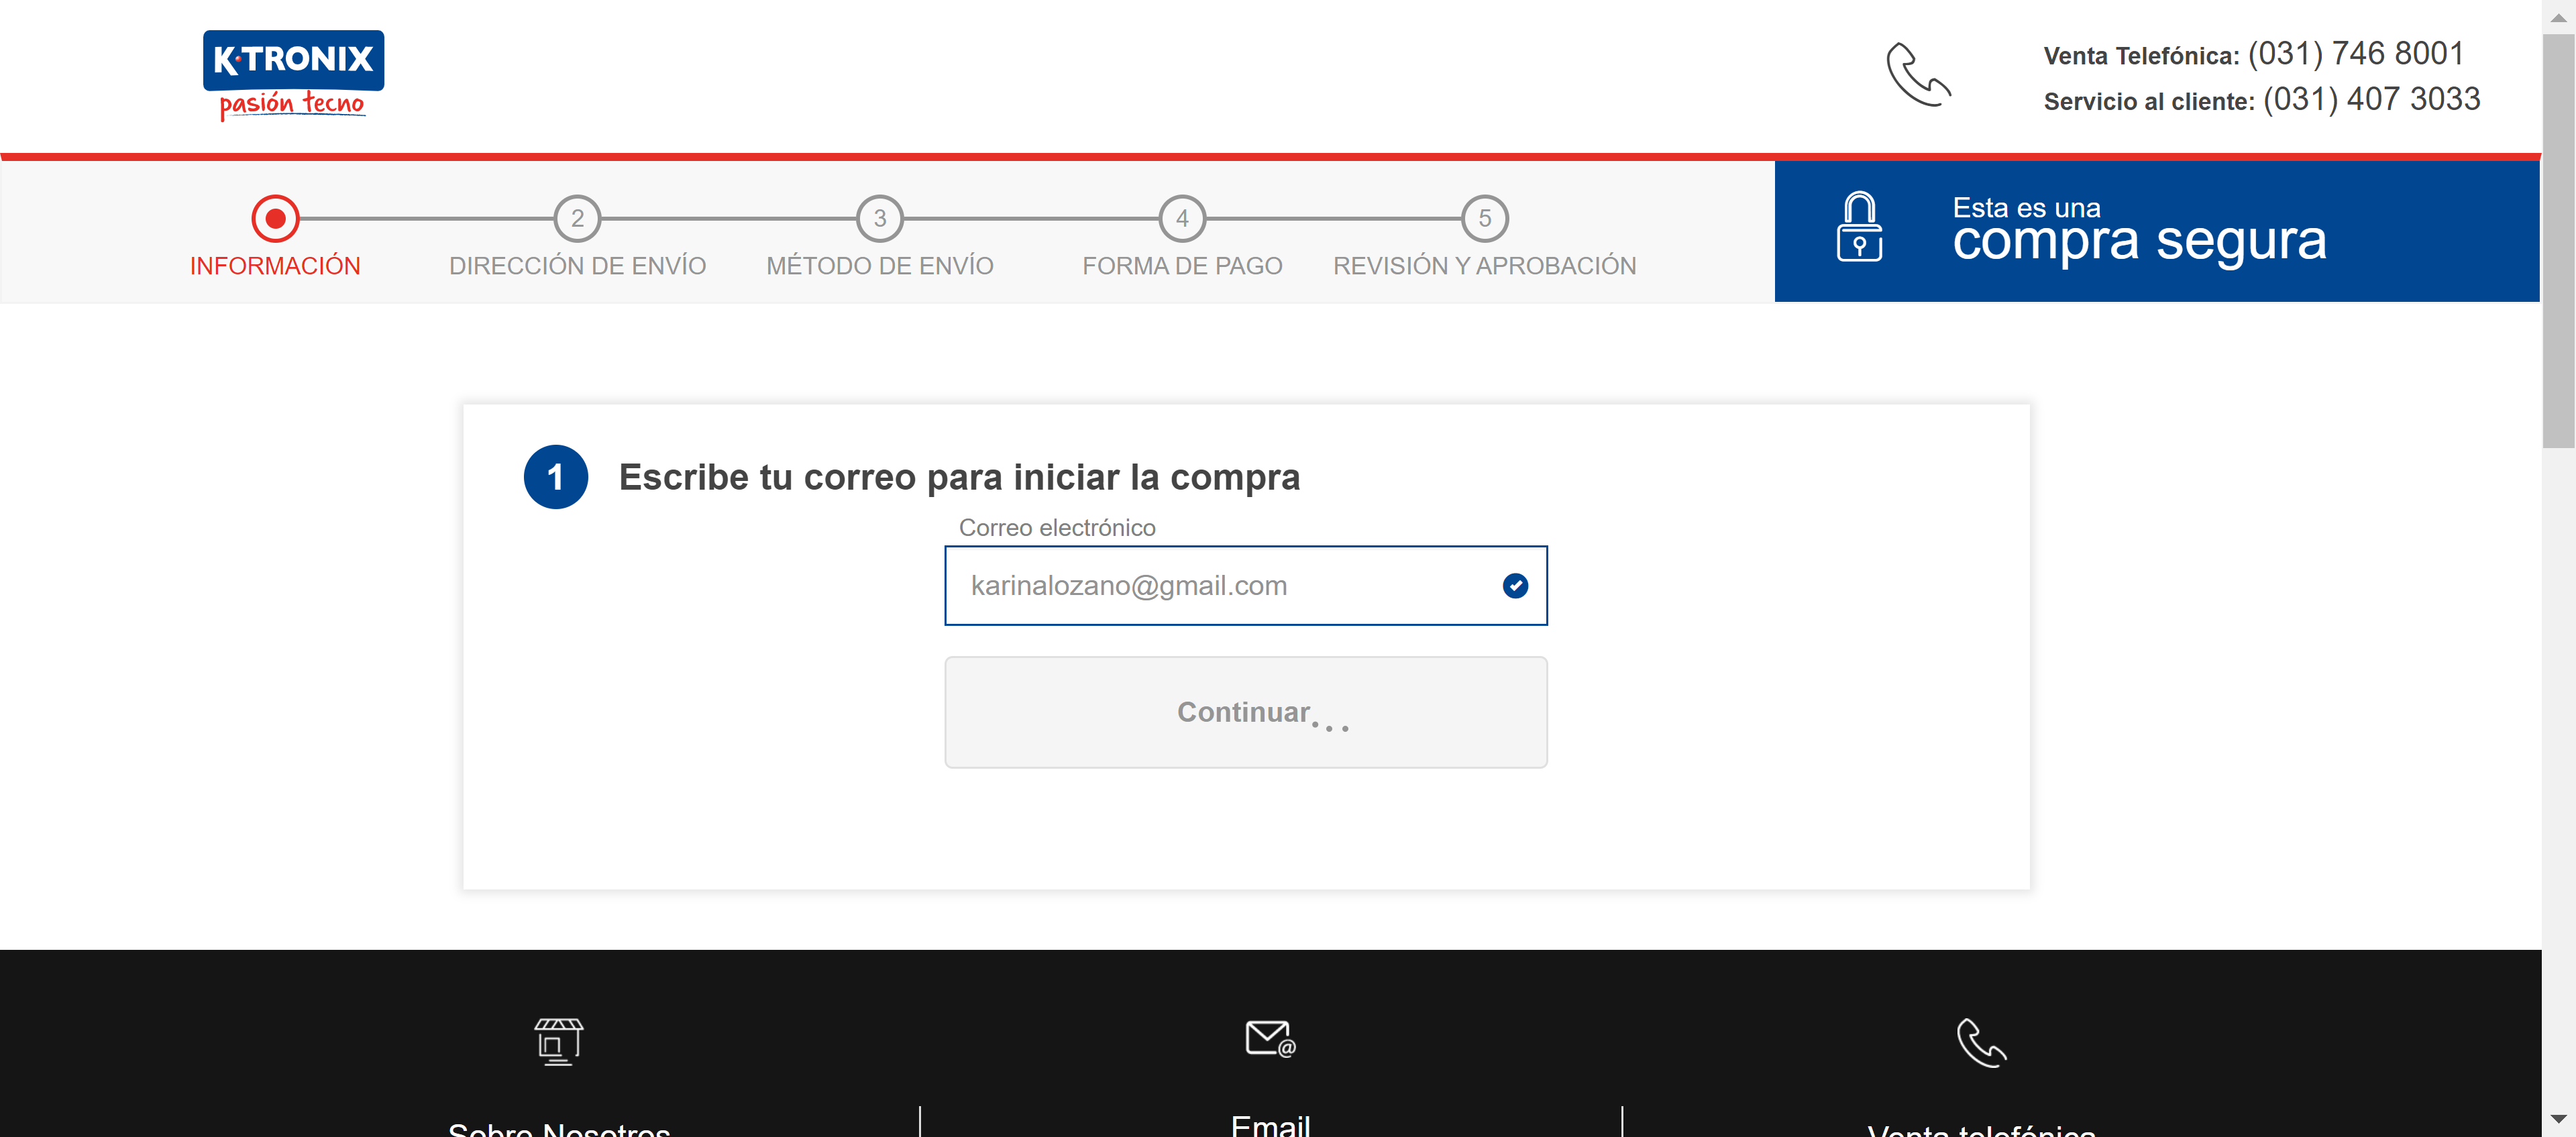 K·TRONIX
pasión tecno
Venta Telefónica: (031) 746 8001
Servicio al cliente: (031) 407 3033
2
3
4
5
INFORMACIÓN
DIRECCIÓN DE ENVÍO
MÉTODO DE ENVÍO
FORMA DE PAGO
REVISIÓN Y APROBACIÓN
Esta es una
compra segura
1 Escribe tu correo para iniciar la compra
Correo electrónico
karinalozano@gmail.com
Continuar...
Sobre Nosotros
Email
Venta telefónica